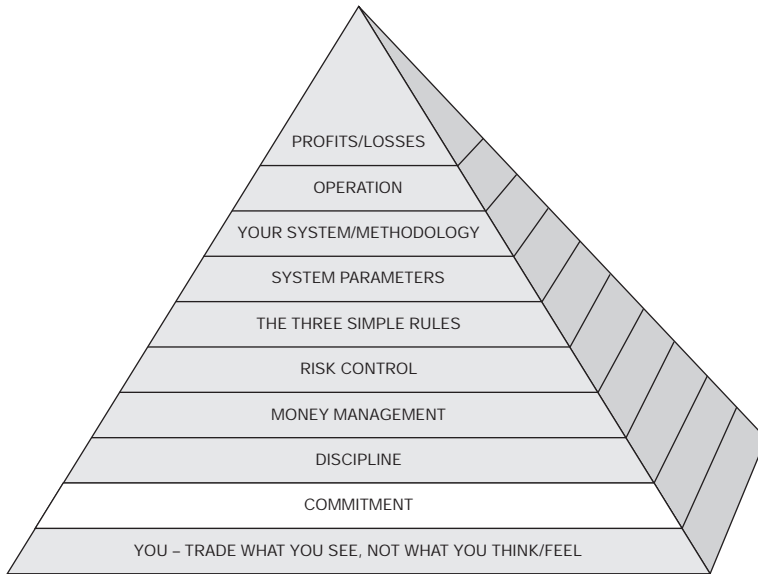 PROFITS/LOSSES
OPERATION
YOUR SYSTEM/METHODOLOGY
SYSTEM PARAMETERS
THE THREE SIMPLE RULES
RISK CONTROL
MONEY MANAGEMENT
DISCIPLINE
COMMITMENT
YOU – TRADE WHAT YOU SEE, NOT WHAT YOU THINK/FEEL